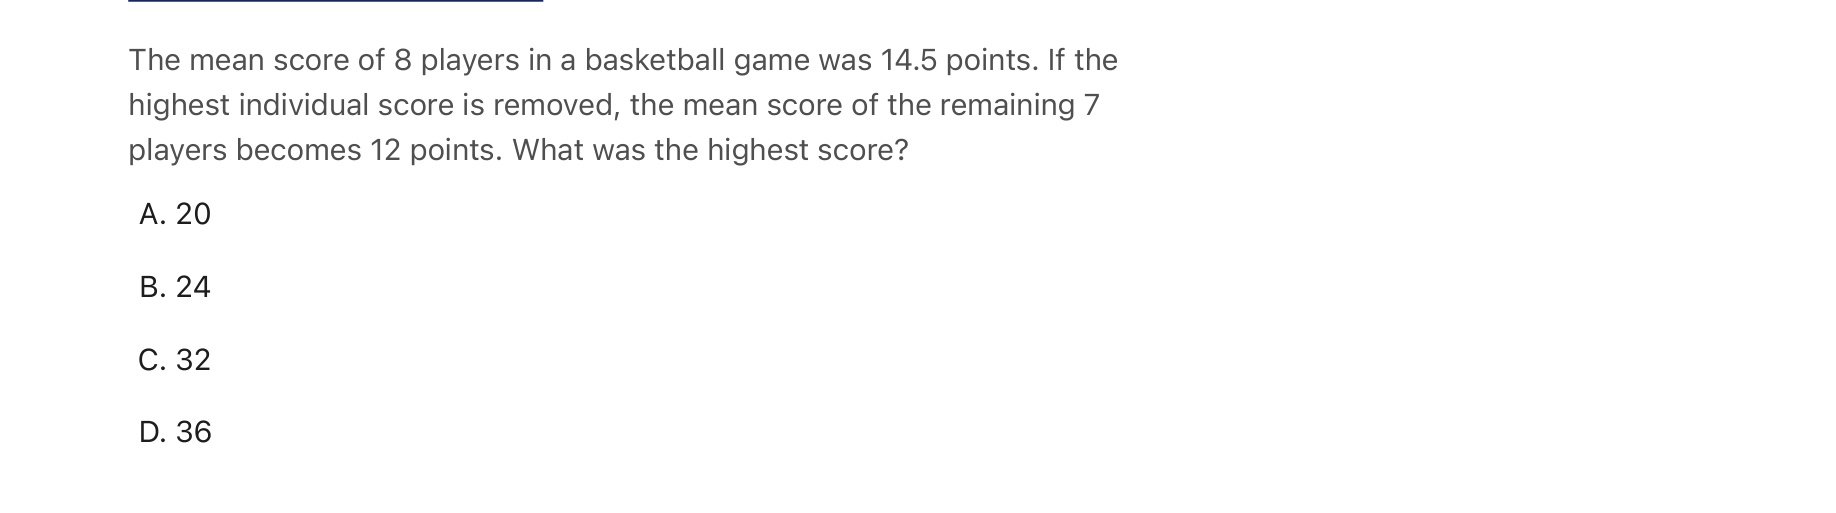 The mean score of 8 players in a basketball game was 14.5 points. If the
highest individual score is removed, the mean score of the remaining 7
players becomes 12 points. What was the highest score?
A. 20
B. 24
C. 32
D. 36